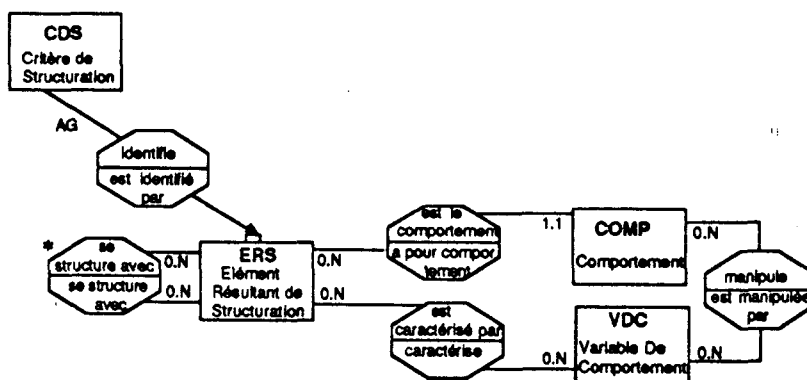 CDS
Critère de
Structuration
AG
identifie
est identifié
par
*
se
structure avec
se structure
avec
0.N
0.N
ERS
Elément
Résultant de
Structuration
0.N
0.N
est le
comportement
a pour compor
tement
1.1
COMP
Comportement
0.N
manipule
est manipulée
par
est
caractérisé par
caractérise
0.N
VDC
Variable De
Comportement
0.N